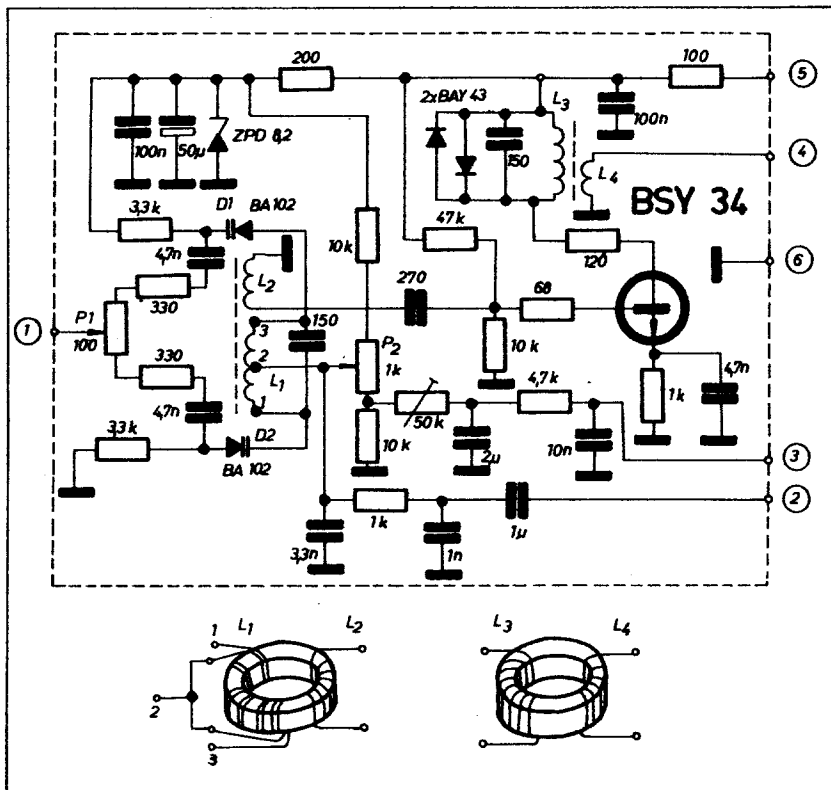 200
100
5
2xBAY 43
L3
100n
50µ
ZPD 8,2
150
100n
4
L4
BSY 34
3,3k
D1
BA 102
47k
10k
120
4,7n
L2
6
330
270
68
1
P1
100
3
150
P2
1k
10k
330
2
L1
4,7n
1
50k
4,7k
1k
4,7n
3,3k
D2
BA 102
10k
2µ
10n
3
2
1k
1µ
3,3n
1n
1
L1
L2
L3
L4
2
3